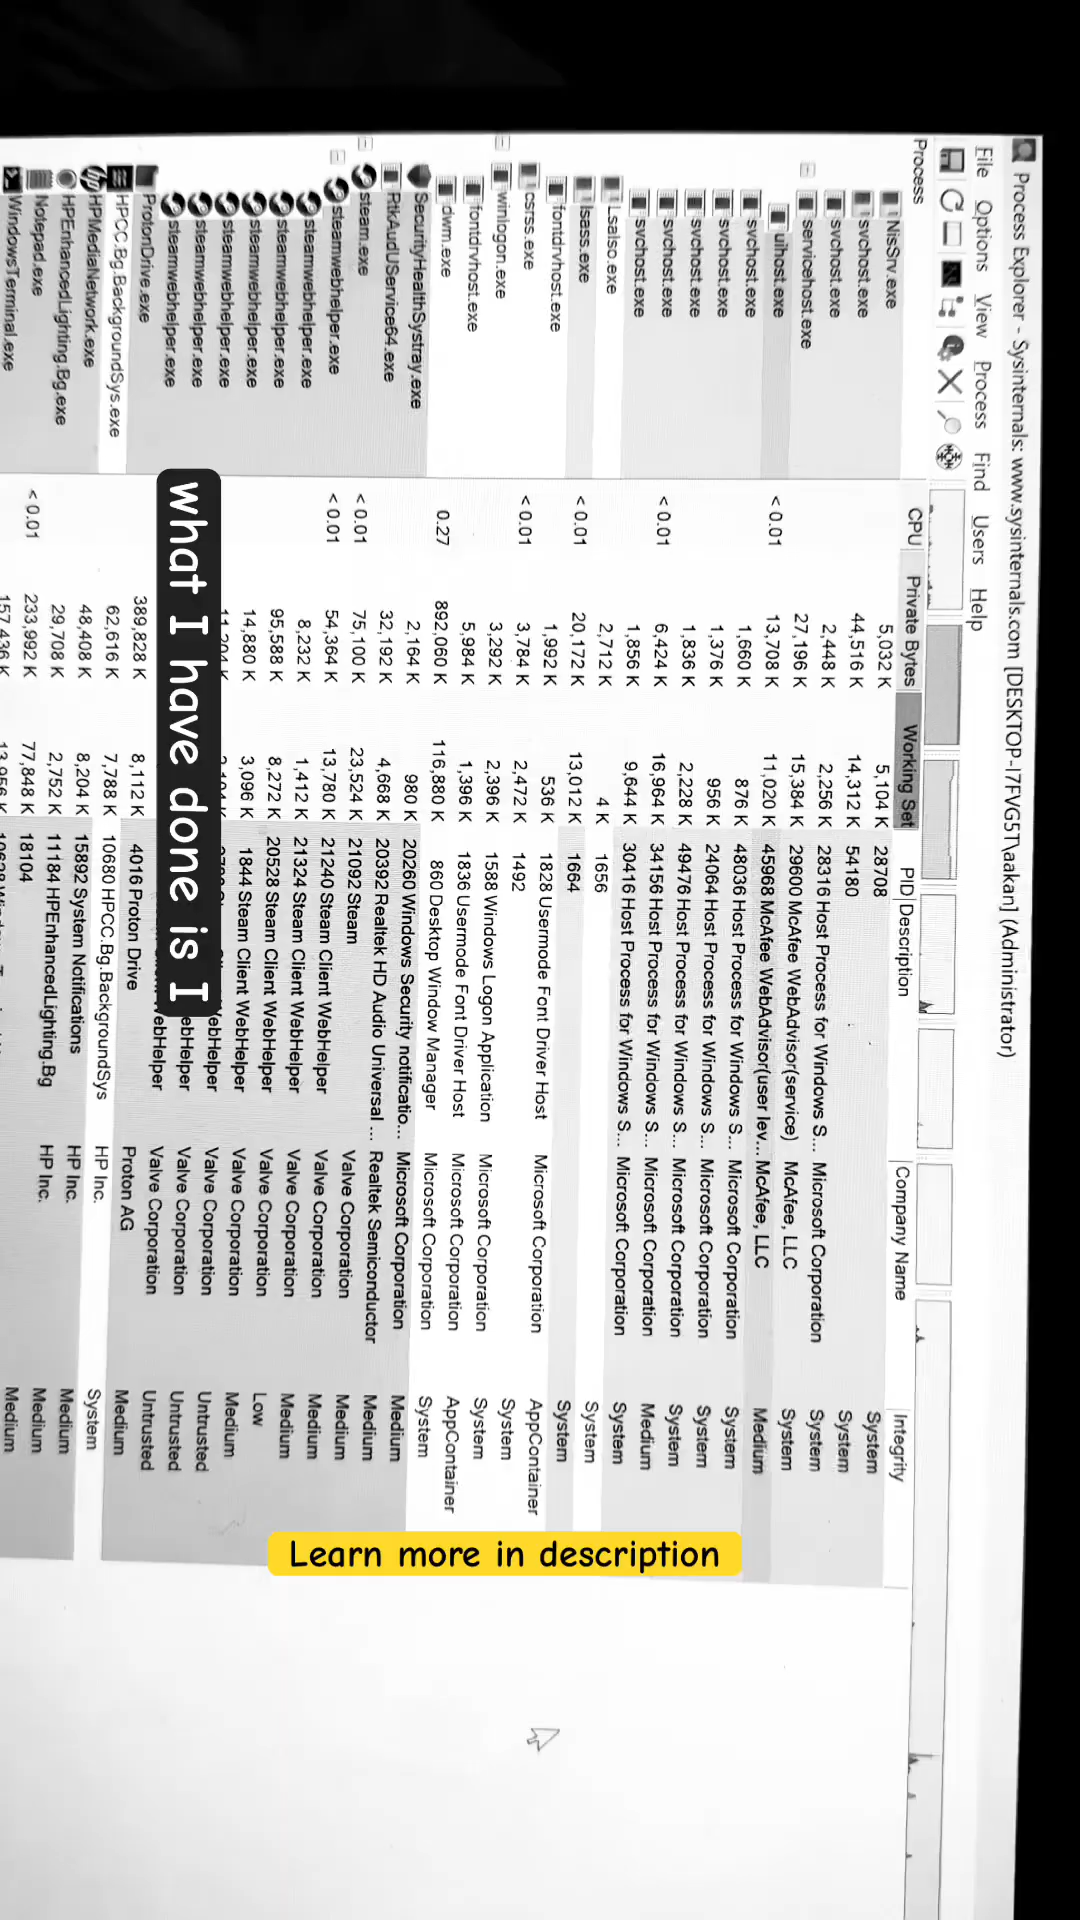 Process Explorer - Sysinternals: www.sysinternals.com [DESKTOP-I7FVG5T\aakan] (Administrator)
File Options View Process Find Users Help
Process CPU Private Bytes Working Set PID Description Company Name Integrity
NisSrv.exe 5,032 K 5,104 K 28708 System
svchost.exe 44,516 K 14,312 K 54180 System
svchost.exe 2,448 K 2,256 K 28316 Host Process for Windows S... Microsoft Corporation System
servicehost.exe 27,196 K 15,384 K 29600 McAfee WebAdvisor(service) McAfee, LLC System
uihost.exe < 0.01 13,708 K 11,020 K 45968 McAfee WebAdvisor(user lev... McAfee, LLC Medium
svchost.exe 1,660 K 876 K 48036 Host Process for Windows S... Microsoft Corporation System
svchost.exe 1,376 K 956 K 24064 Host Process for Windows S... Microsoft Corporation System
svchost.exe 1,836 K 2,228 K 49476 Host Process for Windows S... Microsoft Corporation System
svchost.exe < 0.01 6,424 K 16,964 K 34156 Host Process for Windows S... Microsoft Corporation Medium
svchost.exe 1,856 K 9,644 K 30416 Host Process for Windows S... Microsoft Corporation System
LsaIso.exe 2,712 K 4 K 1656 System
lsass.exe < 0.01 20,172 K 13,012 K 1664 System
fontdrvhost.exe 1,992 K 536 K 1828 Usermode Font Driver Host Microsoft Corporation AppContainer
csrss.exe < 0.01 3,784 K 2,472 K 1492 System
winlogon.exe 3,292 K 2,396 K 1588 Windows Logon Application Microsoft Corporation System
fontdrvhost.exe 5,984 K 1,396 K 1836 Usermode Font Driver Host Microsoft Corporation AppContainer
dwm.exe 0.27 892,060 K 116,880 K 860 Desktop Window Manager Microsoft Corporation System
SecurityHealthSystray.exe 2,164 K 980 K 20260 Windows Security notificatio... Microsoft Corporation Medium
RtkAudUService64.exe 32,192 K 4,668 K 20392 Realtek HD Audio Universal ... Realtek Semiconductor Medium
steam.exe < 0.01 75,100 K 23,524 K 21092 Steam Valve Corporation Medium
steamwebhelper.exe < 0.01 54,364 K 13,780 K 21240 Steam Client WebHelper Valve Corporation Medium
steamwebhelper.exe 8,232 K 1,412 K 21324 Steam Client WebHelper Valve Corporation Medium
steamwebhelper.exe 95,588 K 8,272 K 20528 Steam Client WebHelper Valve Corporation Low
steamwebhelper.exe 14,880 K 3,096 K 1844 Steam Client WebHelper Valve Corporation Medium
steamwebhelper.exe WebHelper Valve Corporation Untrusted
steamwebhelper.exe Valve Corporation Untrusted
steamwebhelper.exe Valve Corporation Untrusted
ProtonDrive.exe 389,828 K 8,112 K 4016 Proton Drive Proton AG Medium
HPCC.Bg.BackgroundSys.exe 62,616 K 7,788 K 10680 HPCC.Bg.BackgroundSys HP Inc. System
HPMediaNetwork.exe 48,408 K 8,204 K 15892 System Notifications HP Inc. Medium
HPEnhancedLighting.Bg.exe 29,708 K 2,752 K 11184 HPEnhancedLighting.Bg HP Inc. Medium
Notepad.exe < 0.01 233,992 K 77,848 K 18104 Medium
WindowsTerminal.exe
what I have done is I
Learn more in description